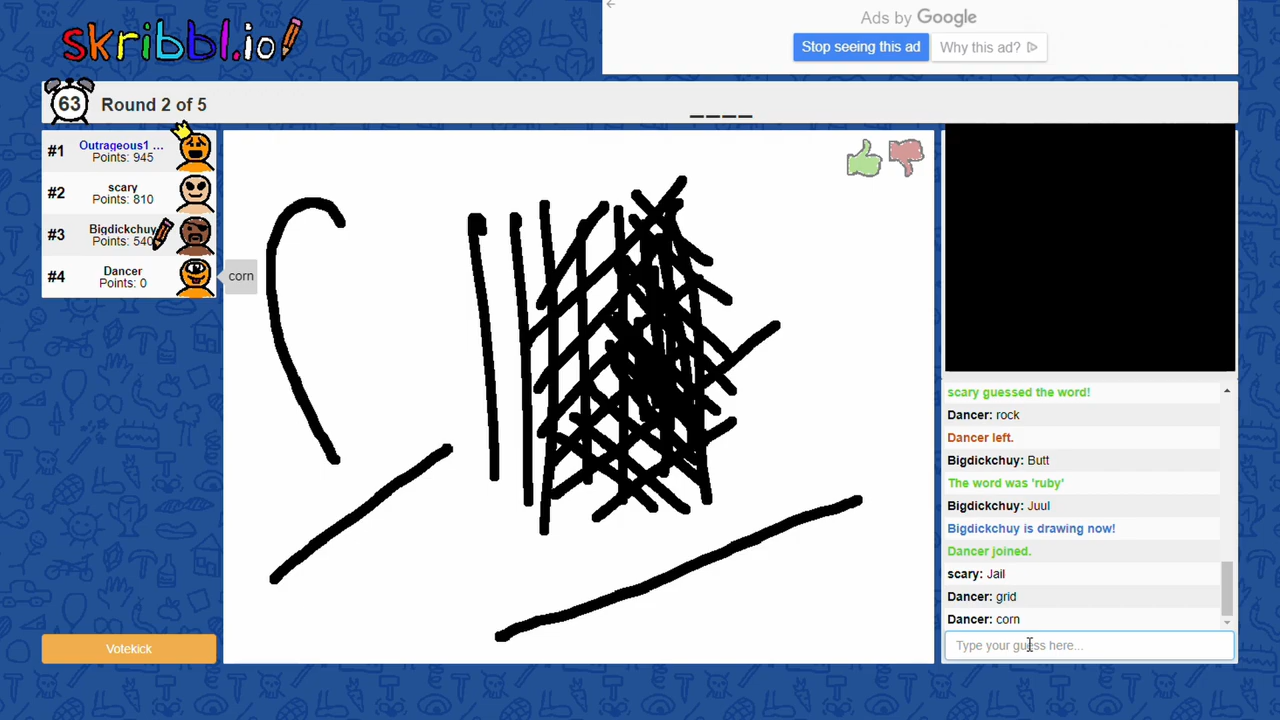 skribbl.io
Ads by Google
Stop seeing this ad
Why this ad?
63
Round 2 of 5
_ _ _ _
#1
Outrageous1 ...
Points: 945
#2
scary
Points: 810
#3
Bigdickchuy
Points: 540
#4
Dancer
Points: 0
corn
scary guessed the word!
Dancer: rock
Dancer left.
Bigdickchuy: Butt
The word was 'ruby'
Bigdickchuy: Juul
Bigdickchuy is drawing now!
Dancer joined.
scary: Jail
Dancer: grid
Dancer: corn
Type your guess here...
Votekick